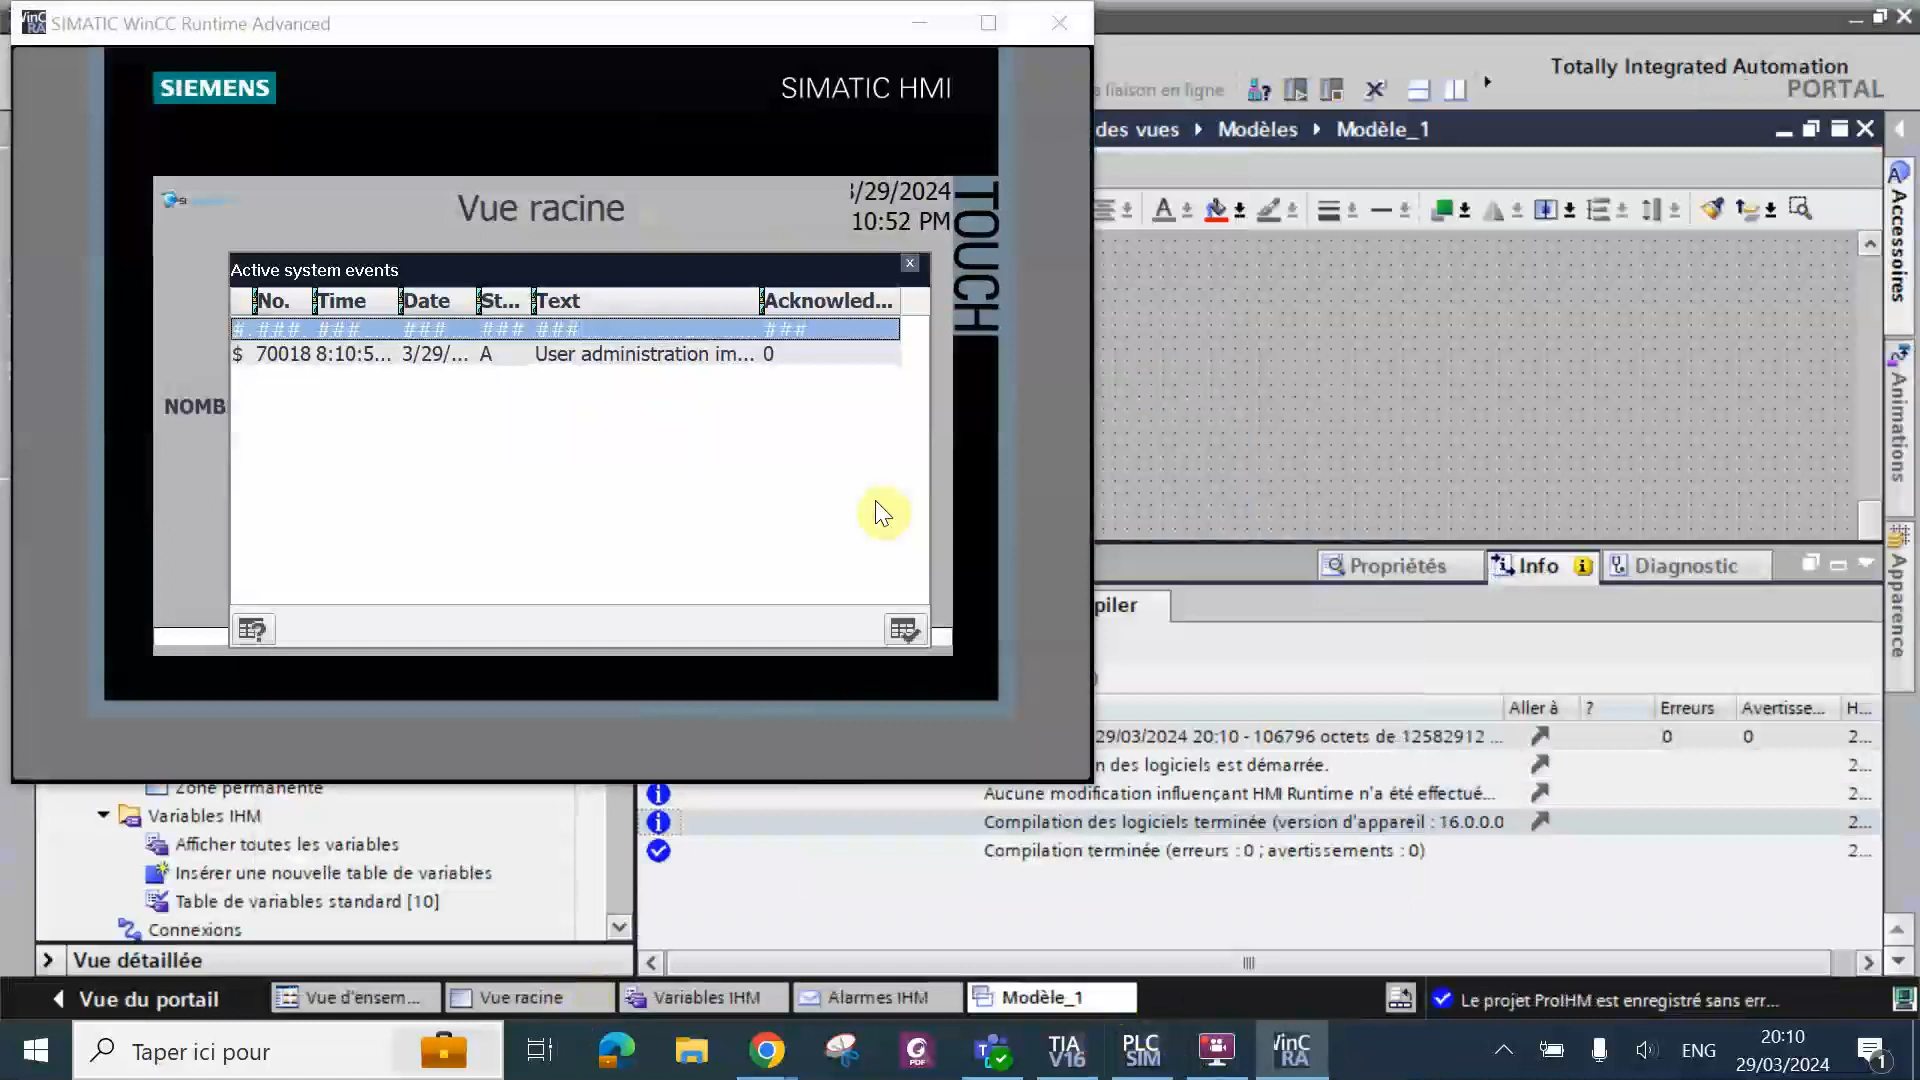 SIMATIC WinCC Runtime Advanced
SIEMENS
SIMATIC HMI
TOUCH
Vue racine
/29/2024
10:52 PM
Active system events
No. Time Date St... Text Acknowled...
#. ### ### ### ### ### ###
$ 70018 8:10:5... 3/29/... A User administration im... 0
NOMB
Totally Integrated Automation
PORTAL
liaison en ligne
des vues Modèles Modèle_1
Accessoires
Animations
Apparence
Propriétés Info Diagnostic
piler
Aller à ? Erreurs Avertisse... H...
29/03/2024 20:10 - 106796 octets de 12582912 ... 0 0 2...
n des logiciels est démarrée. 2...
Aucune modification influençant HMI Runtime n'a été effectué... 2...
Compilation des logiciels terminée (version d'appareil : 16.0.0.0 2...
Compilation terminée (erreurs : 0 ; avertissements : 0) 2...
Zone permanente
Variables IHM
Afficher toutes les variables
Insérer une nouvelle table de variables
Table de variables standard [10]
Connexions
Vue détaillée
Vue du portail Vue d'ensem... Vue racine Variables IHM Alarmes IHM Modèle_1 Le projet ProIHM est enregistré sans err...
Taper ici pour
TIA
V16
PLC
SIM
WinCC
RA
ENG
20:10
29/03/2024
1